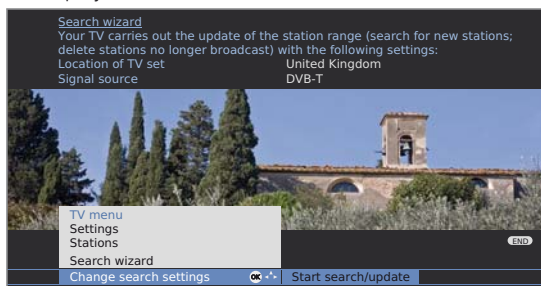 Search wizard
Your TV carries out the update of the station range (search for new stations;
delete stations no longer broadcast) with the following settings:
Location of TV set United Kingdom
Signal source DVB-T
TV menu
Settings
Stations
END
Search wizard
Change search settings OK Start search/update